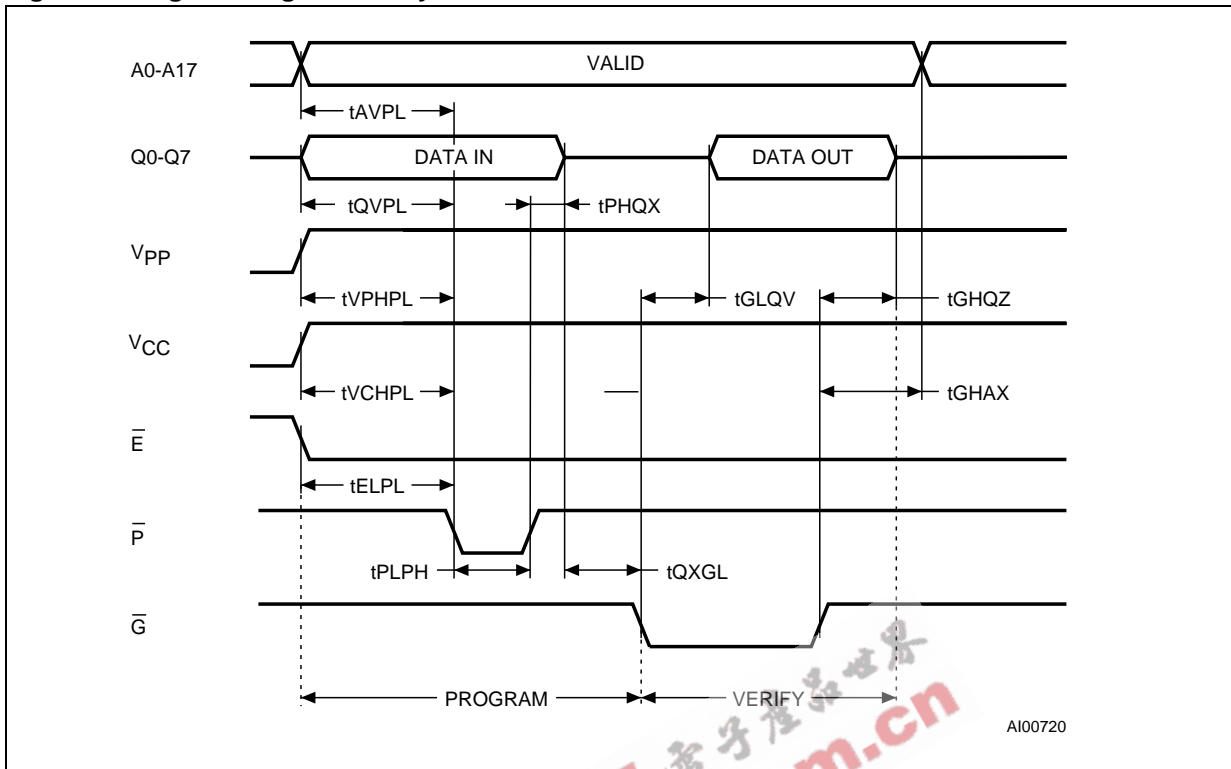 A0-A17
VALID
tAVPL
Q0-Q7
DATA IN
DATA OUT
tQVPL
tPHQX
VPP
tVPHPL
tGLQV
tGHQZ
VCC
tVCHPL
tGHAX
E
tELPL
P
tPLPH
tQXGL
G
PROGRAM
VERIFY
AI00720